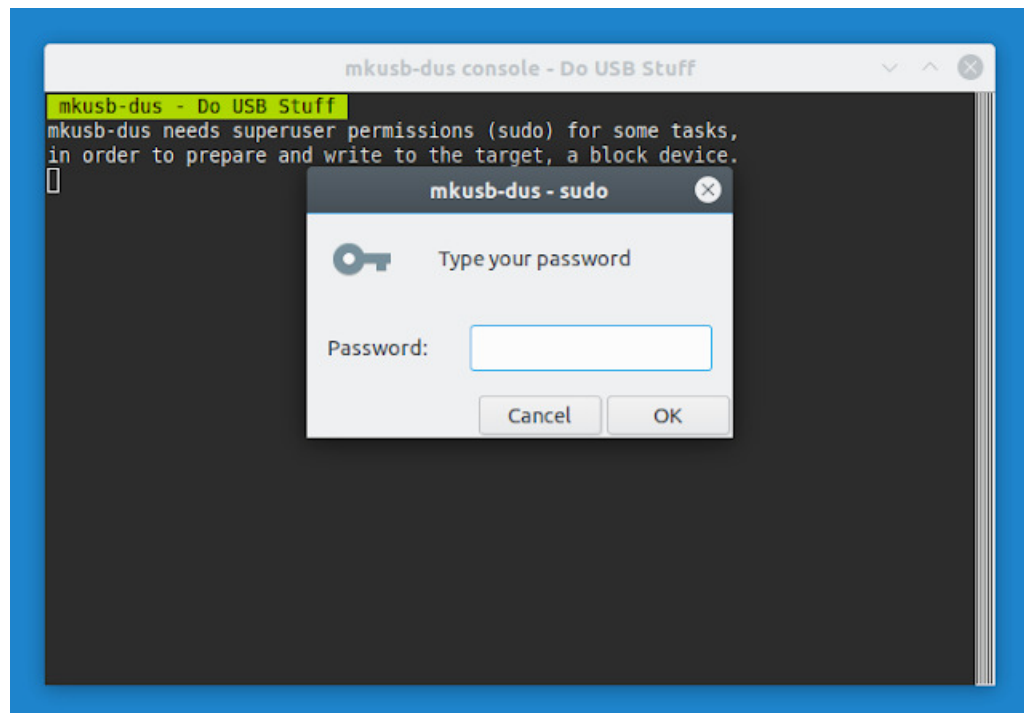 mkusb-dus console - Do USB Stuff
mkusb-dus - Do USB Stuff
mkusb-dus needs superuser permissions (sudo) for some tasks,
in order to prepare and write to the target, a block device.
mkusb-dus - sudo
Type your password
Password:
Cancel OK